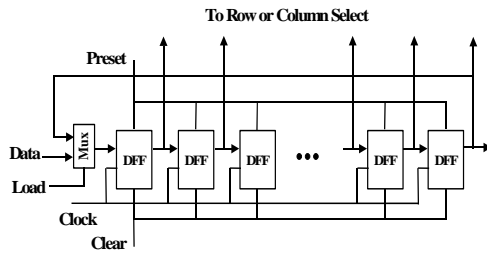 To Row or Column Select
Preset
Mux
Data
DFF DFF DFF DFF DFF
Load
Clock
Clear